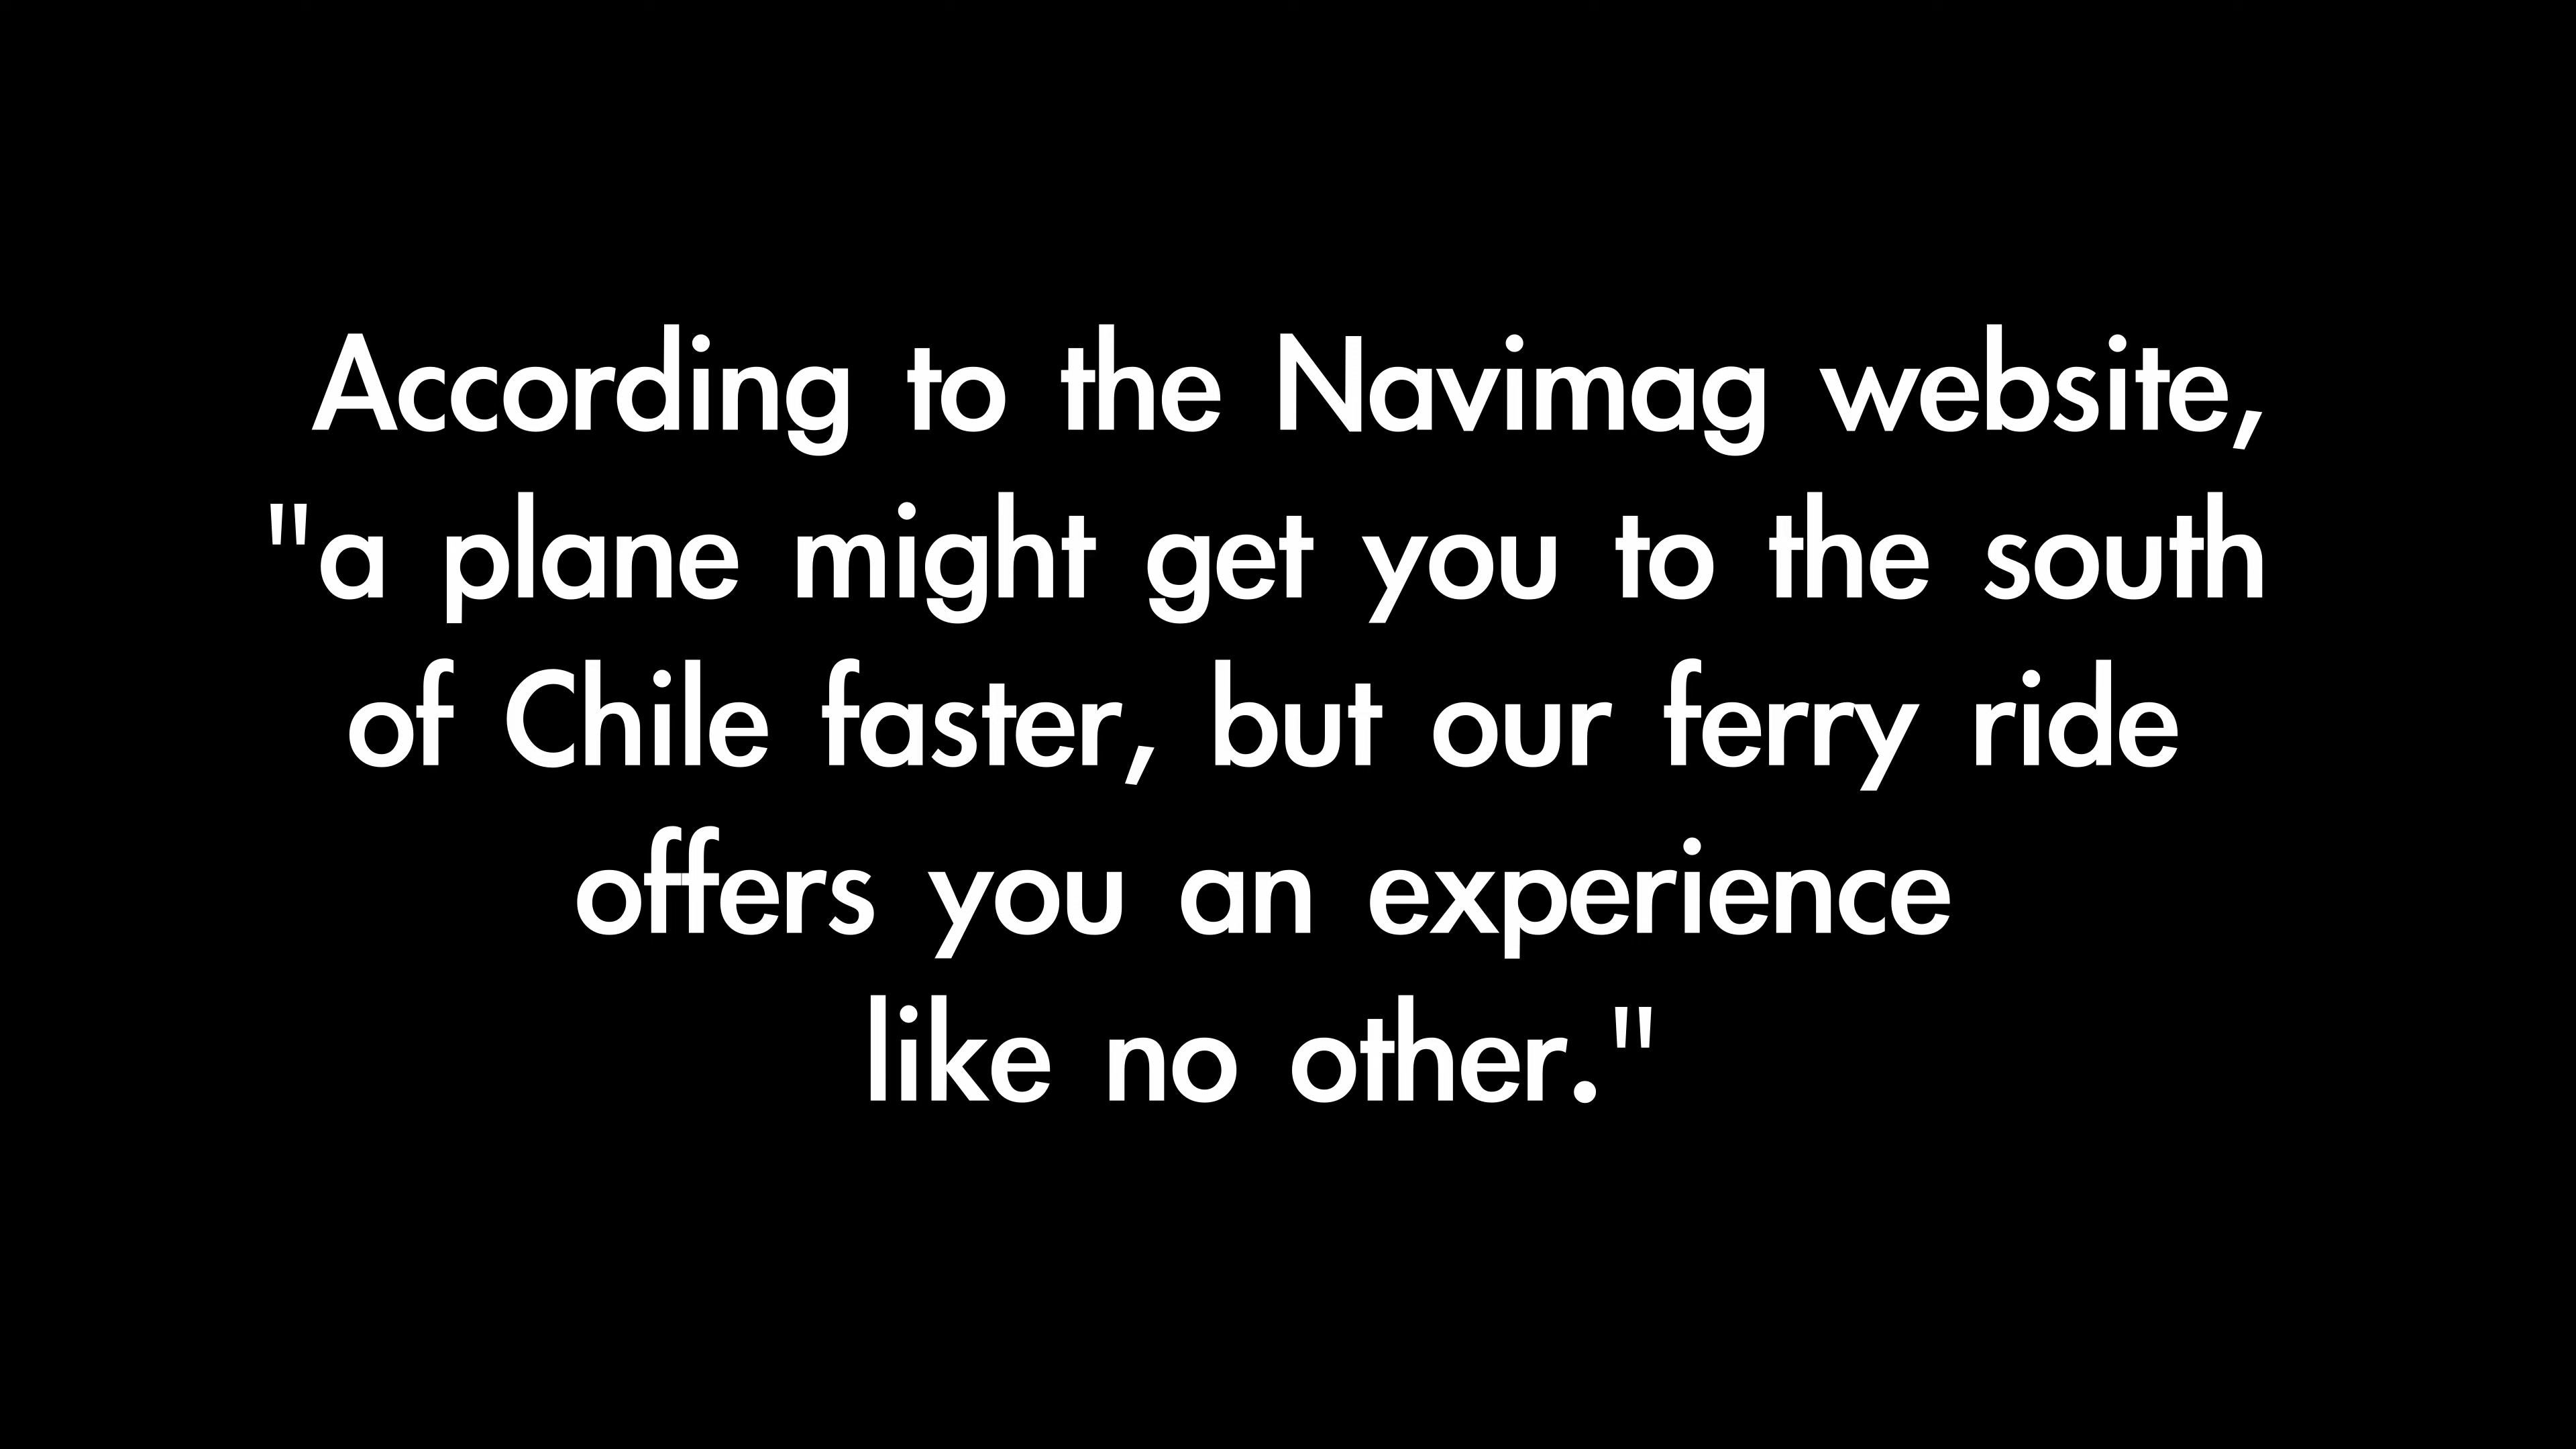 According to the Navimag website,
"a plane might get you to the south
of Chile faster, but our ferry ride
offers you an experience
like no other."